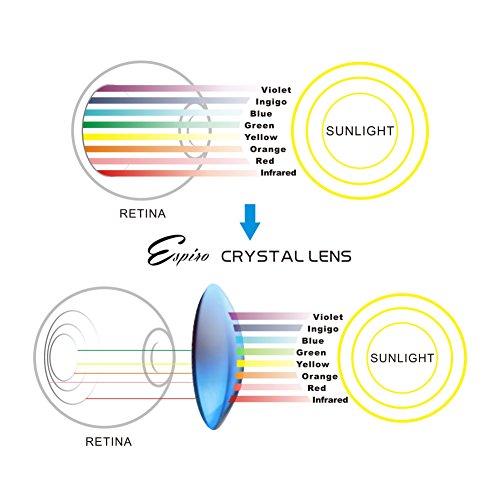 Violet
Ingigo
Blue
Green
Yellow
Orange
Red
Infrared
SUNLIGHT
RETINA
Espiro CRYSTAL LENS
Violet
Ingigo
Blue
Green
Yellow
Orange
Red
Infrared
SUNLIGHT
RETINA